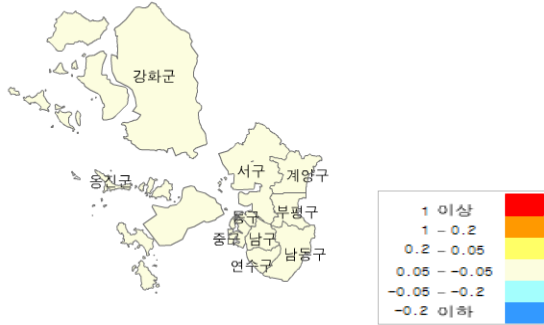 강화군
서구
계양구
옹진군
동구
부평구
중구
남구
남동구
연수구
1 이상
1 – 0.2
0.2 – 0.05
0.05 – -0.05
-0.05 – -0.2
-0.2 이하